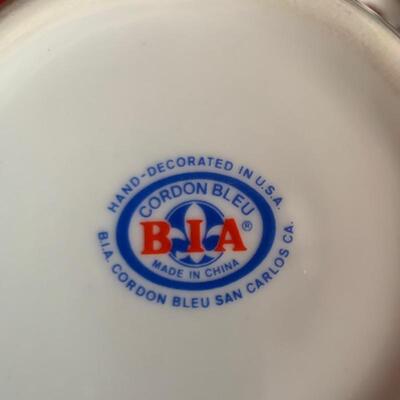 HAND-DECORATED IN U.S.A.
CORDON BLEU
B·I·A®
MADE IN CHINA
B.I.A. CORDON BLEU SAN CARLOS CA.